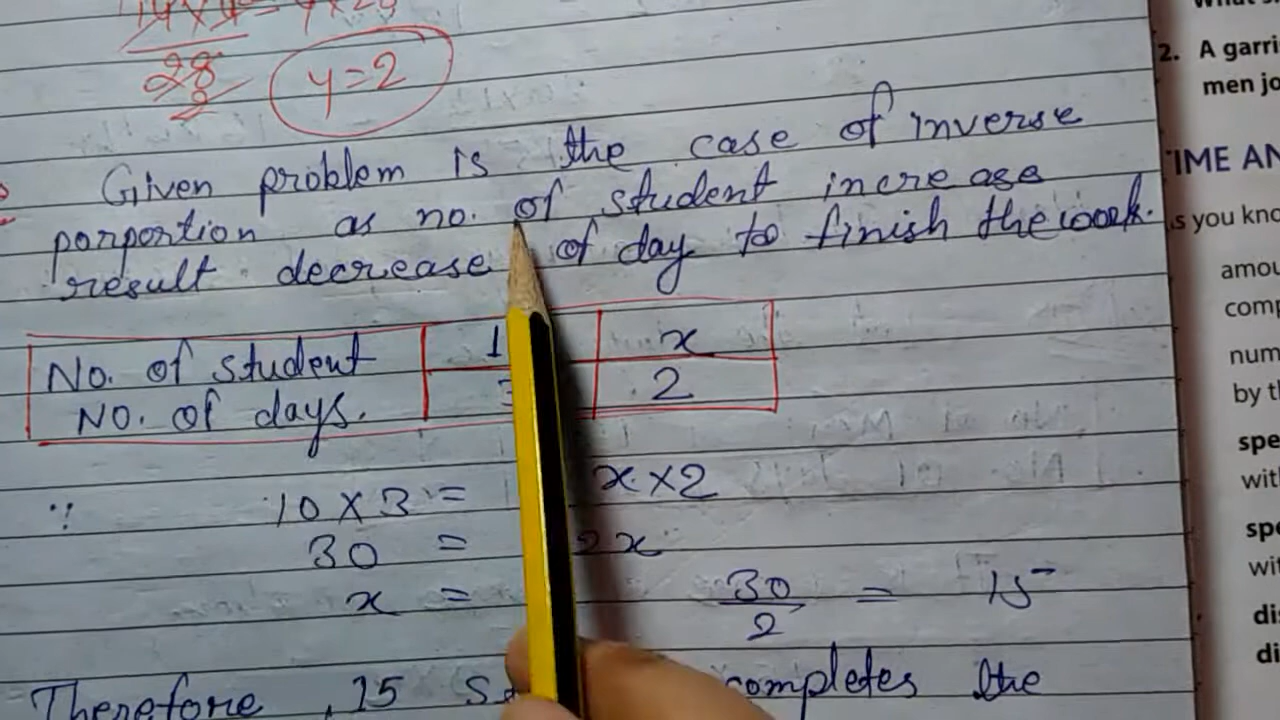 28
y=2
Given problem is the case of inverse
porportion as no. of student increase
result decrease of day to finish the work.
No. of student x
No. of days. 2
10 x 3 = x x 2
30 = 2x
x = 30/2 = 15
Therefore, 15 completes the
2. A garri
men jo
TIME AN
s you kno
amou
comp
num
by th
spe
with
spe
wit
dis
di